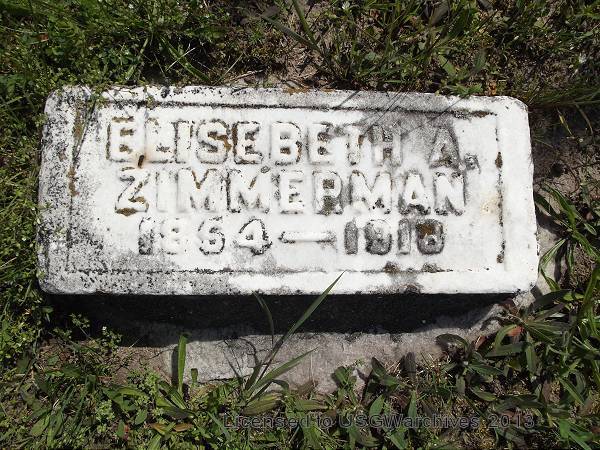 ELISEBETH A.
ZIMMERMAN
1864 — 1918
Licensed to USGWarchives 2013